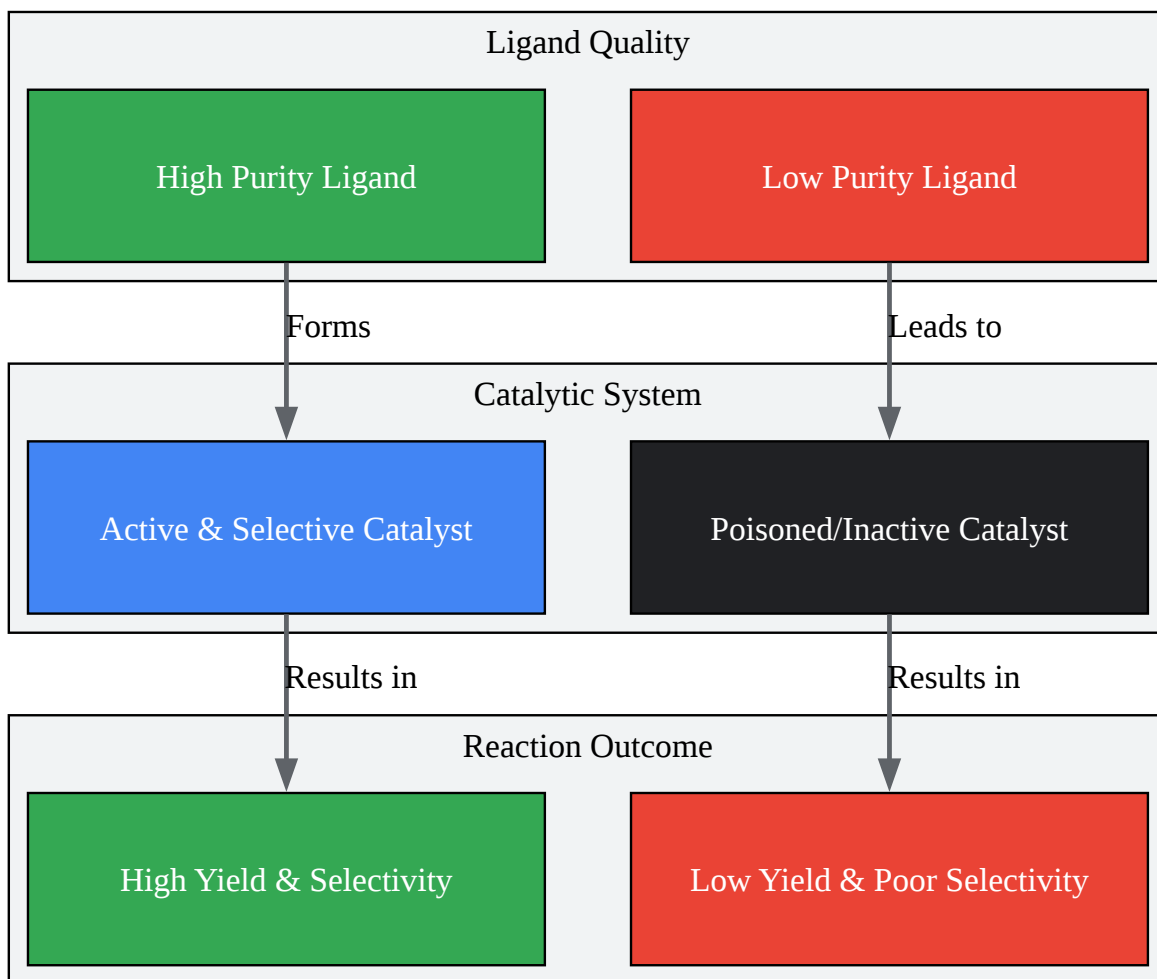 Ligand Quality
High Purity Ligand
Low Purity Ligand
Forms
Leads to
Catalytic System
Active & Selective Catalyst
Poisoned/Inactive Catalyst
Results in
Results in
Reaction Outcome
High Yield & Selectivity
Low Yield & Poor Selectivity